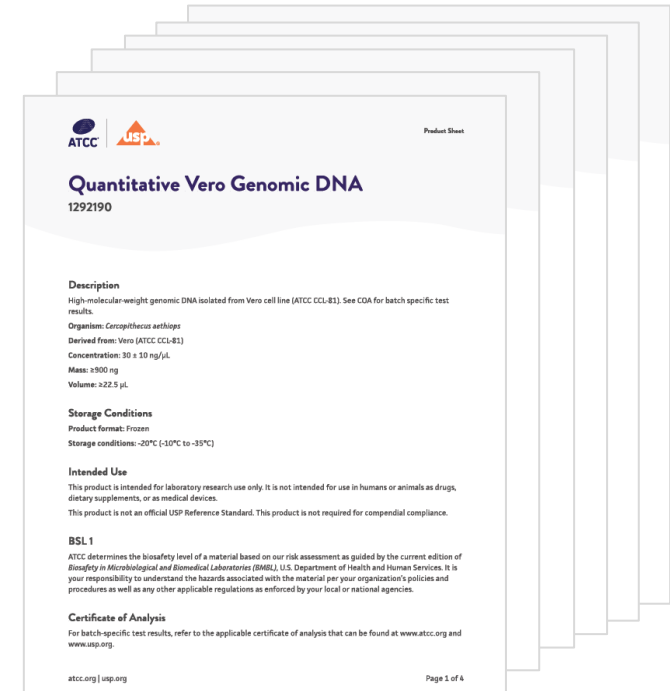 ATCC®
usp®
Product Sheet
Quantitative Vero Genomic DNA
1292190
Description
High-molecular-weight genomic DNA isolated from Vero cell line (ATCC CCL-81). See COA for batch specific test
results.
Organism: Cercopithecus aethiops
Derived from: Vero (ATCC CCL-81)
Concentration: 30 ± 10 ng/µL
Mass: ≥900 ng
Volume: ≥22.5 µL
Storage Conditions
Product format: Frozen
Storage conditions: -20°C (-10°C to -35°C)
Intended Use
This product is intended for laboratory research use only. It is not intended for use in humans or animals as drugs,
dietary supplements, or as medical devices.
This product is not an official USP Reference Standard. This product is not required for compendial compliance.
BSL 1
ATCC determines the biosafety level of a material based on our risk assessment as guided by the current edition of
Biosafety in Microbiological and Biomedical Laboratories (BMBL), U.S. Department of Health and Human Services. It is
your responsibility to understand the hazards associated with the material per your organization's policies and
procedures as well as any other applicable regulations as enforced by your local or national agencies.
Certificate of Analysis
For batch-specific test results, refer to the applicable certificate of analysis that can be found at www.atcc.org and
www.usp.org.
atcc.org | usp.org
Page 1 of 4